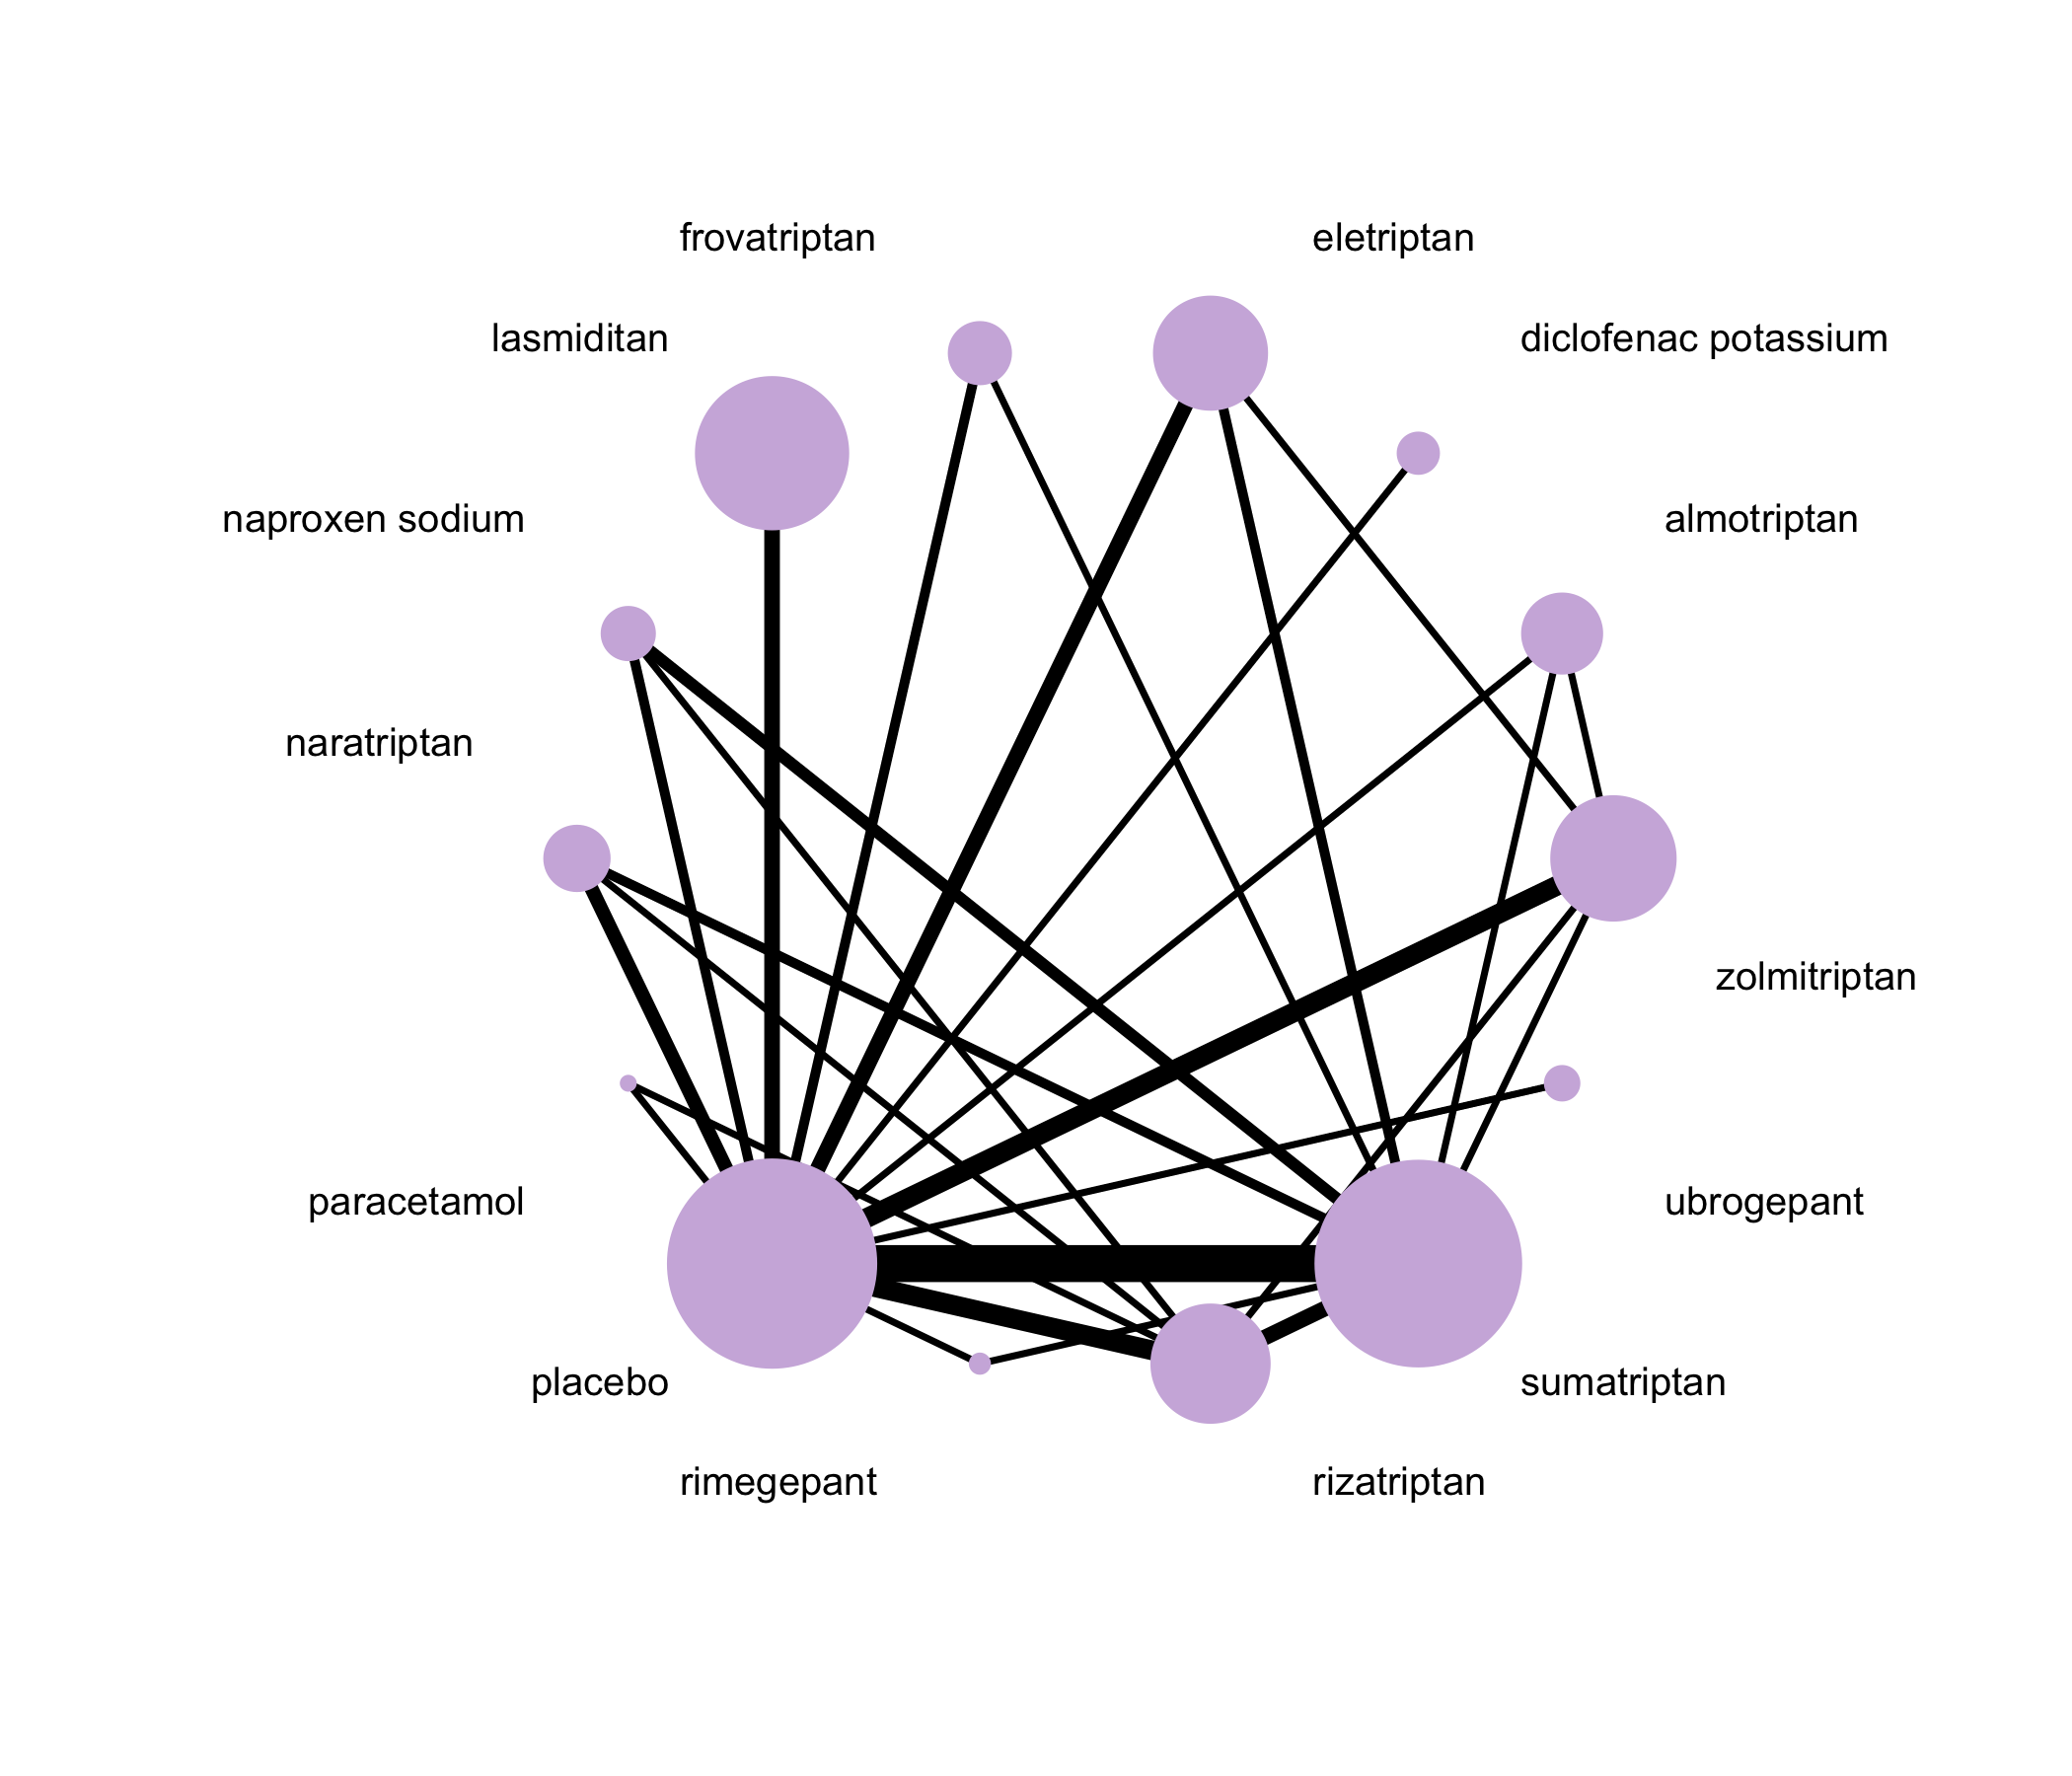 frovatriptan
eletriptan
lasmiditan
diclofenac potassium
naproxen sodium
almotriptan
naratriptan
zolmitriptan
paracetamol
ubrogepant
placebo
sumatriptan
rimegepant
rizatriptan